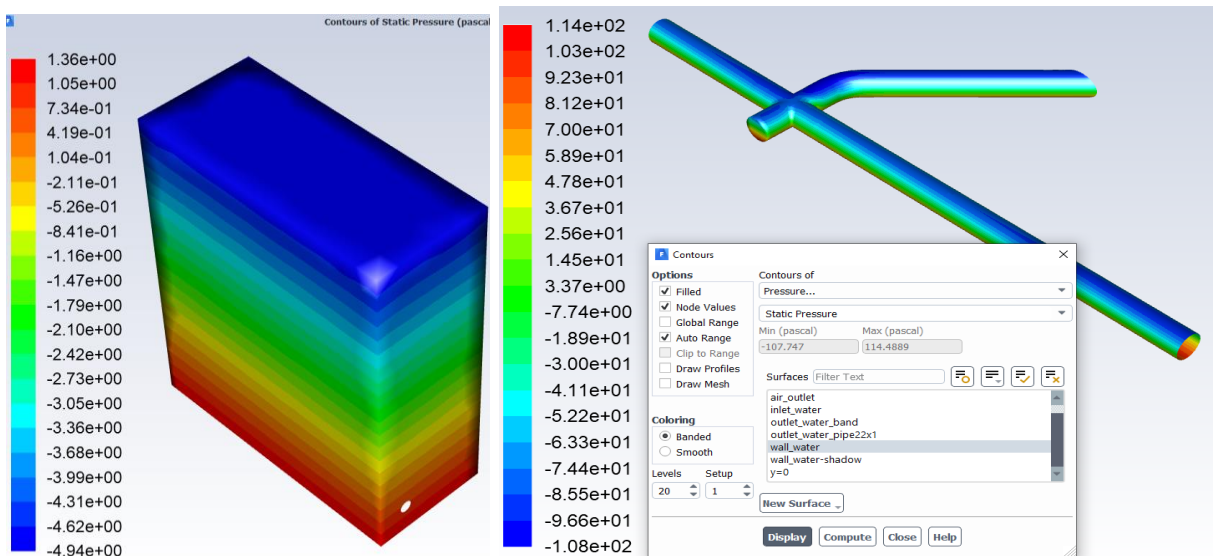 Contours of Static Pressure (pascal
1.36e+00
1.05e+00
7.34e-01
4.19e-01
1.04e-01
-2.11e-01
-5.26e-01
-8.41e-01
-1.16e+00
-1.47e+00
-1.79e+00
-2.10e+00
-2.42e+00
-2.73e+00
-3.05e+00
-3.36e+00
-3.68e+00
-3.99e+00
-4.31e+00
-4.62e+00
-4.94e+00
1.14e+02
1.03e+02
9.23e+01
8.12e+01
7.00e+01
5.89e+01
4.78e+01
3.67e+01
2.56e+01
1.45e+01
3.37e+00
-7.74e+00
-1.89e+01
-3.00e+01
-4.11e+01
-5.22e+01
-6.33e+01
-7.44e+01
-8.55e+01
-9.66e+01
-1.08e+02
Contours
Options
Filled
Node Values
Global Range
Auto Range
Clip to Range
Draw Profiles
Draw Mesh
Coloring
Banded
Smooth
Levels Setup
20 1
Contours of
Pressure...
Static Pressure
Min (pascal) Max (pascal)
-107.747 114.4889
Surfaces Filter Text
air_outlet
inlet_water
outlet_water_band
outlet_water_pipe22x1
wall_water
wall_water-shadow
y=0
New Surface
Display Compute Close Help